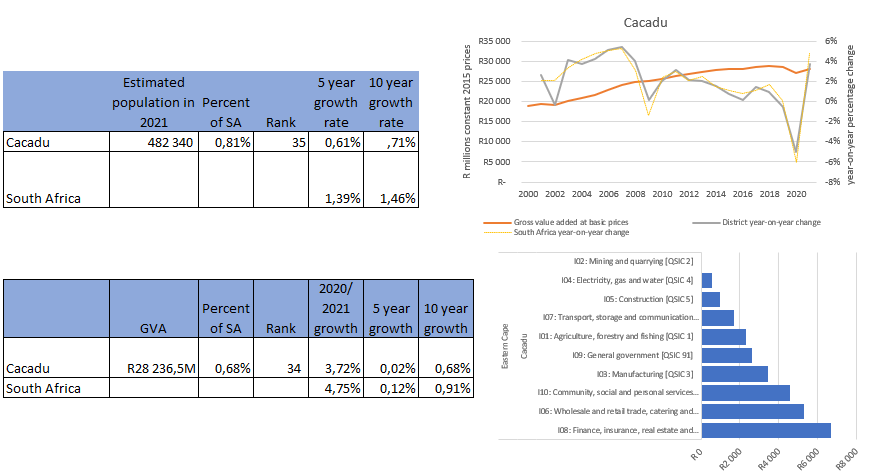 Estimated population in 2021 Percent of SA Rank 5 year growth rate 10 year growth rate
Cacadu 482 340 0,81% 35 0,61% ,71%
South Africa 1,39% 1,46%
GVA Percent of SA Rank 2020/ 2021 growth 5 year growth 10 year growth
Cacadu R28 236,5M 0,68% 34 3,72% 0,02% 0,68%
South Africa 4,75% 0,12% 0,91%
Cacadu
R millions constant 2015 prices
R35 000
R30 000
R25 000
R20 000
R15 000
R10 000
R5 000
R-
6%
4%
2%
0%
-2%
-4%
-6%
-8%
year-on-year percentage change
2000 2002 2004 2006 2008 2010 2012 2014 2016 2018 2020
Gross value added at basic prices
District year-on-year change
South Africa year-on-year change
Eastern Cape
Cacadu
I02: Mining and quarrying [QSIC 2]
I04: Electricity, gas and water [QSIC 4]
I05: Construction [QSIC 5]
I07: Transport, storage and communication...
I01: Agriculture, forestry and fishing [QSIC 1]
I09: General government [QSIC 91]
I03: Manufacturing [QSIC 3]
I10: Community, social and personal services...
I06: Wholesale and retail trade, catering and...
I08: Finance, insurance, real estate and...
R 0 R2 000 R4 000 R6 000 R8 000